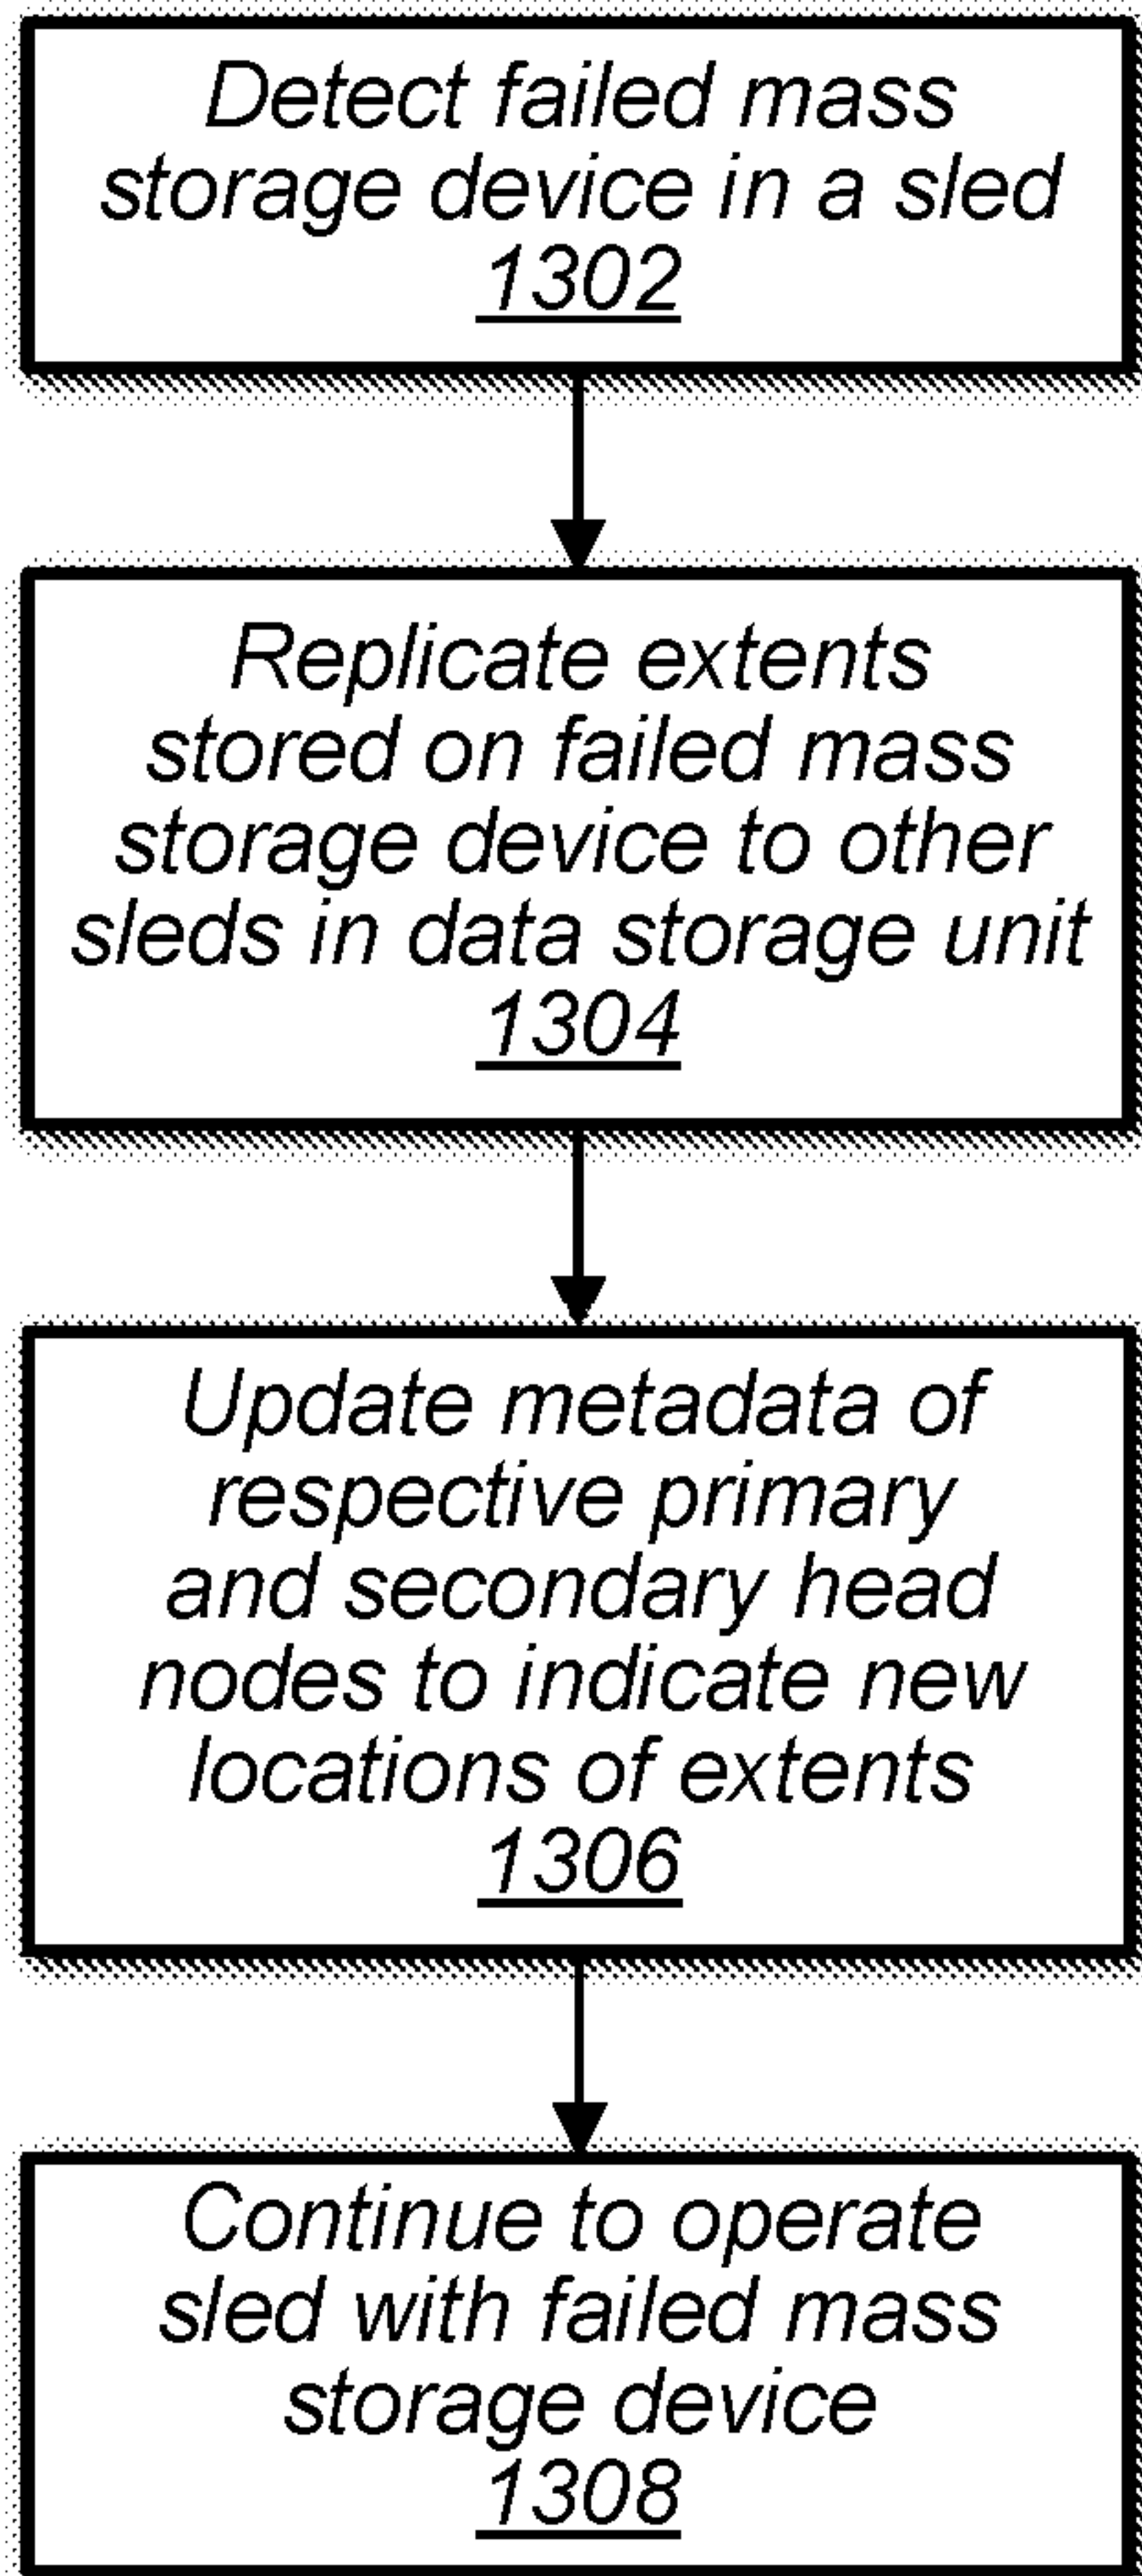 Detect failed mass
storage device in a sled
1302
Replicate extents
stored on failed mass
storage device to other
sleds in data storage unit
1304
Update metadata of
respective primary
and secondary head
nodes to indicate new
locations of extents
1306
Continue to operate
sled with failed mass
storage device
1308